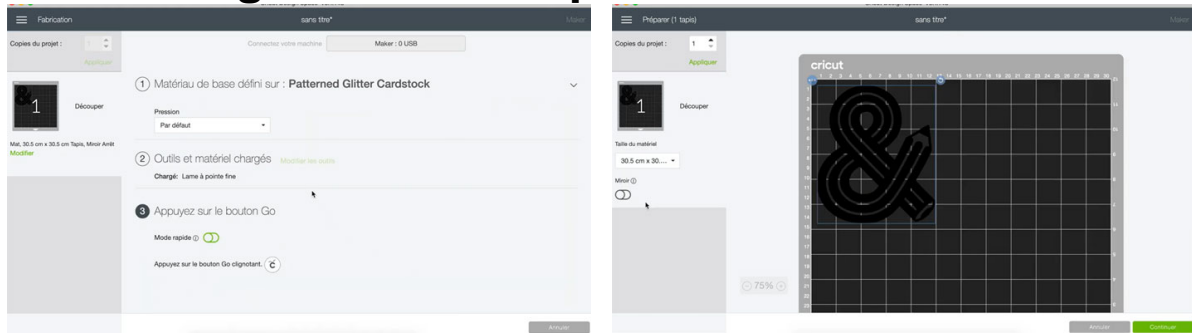 Fabrication
sans titre*
Maker
Copies du projet :
1
Appliquer
Connectez votre machine
Maker : 0 USB
1 Matériau de base défini sur : Patterned Glitter Cardstock
Pression
Par défaut
1
Découper
Mat, 30.5 cm x 30.5 cm Tapis, Miroir Arrêt
Modifier
2 Outils et matériel chargés Modifier les outils
Chargé: Lame à pointe fine
3 Appuyez sur le bouton Go
Mode rapide
Appuyez sur le bouton Go clignotant.
Annuler
Préparer (1 tapis)
sans titre*
Maker
Copies du projet :
1
Appliquer
1
Découper
Taille du matériel
30.5 cm x 30....
Miroir
cricut
&
75%
Annuler
Continuer